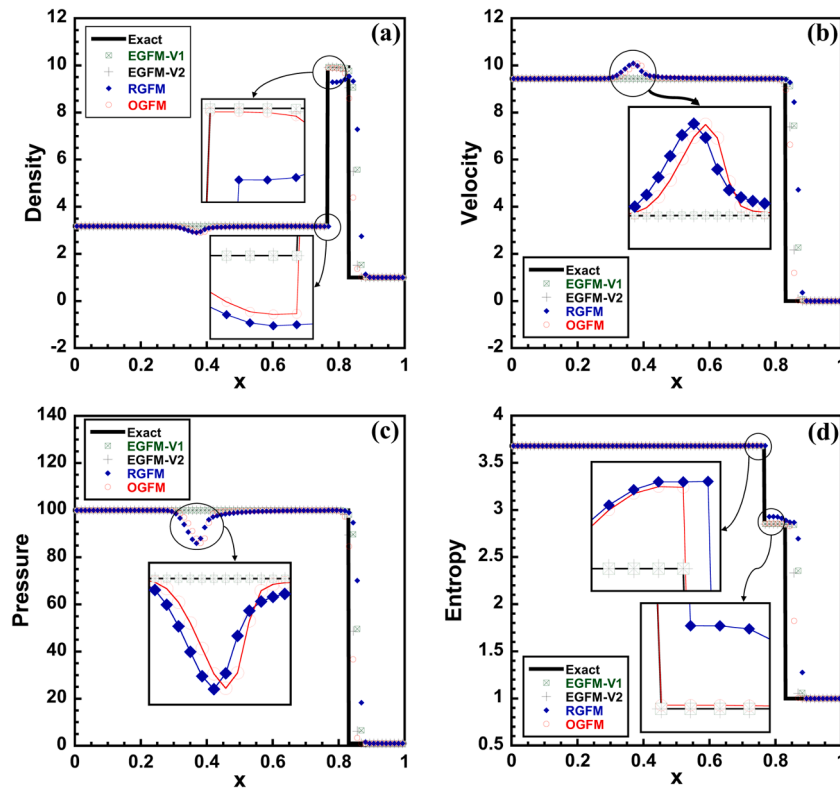 (a)
12
10
8
6
4
2
0
-2
Density
Exact
EGFM-V1
EGFM-V2
RGFM
OGFM
0 0.2 0.4 0.6 0.8 1
x
(b)
12
10
8
6
4
2
0
-2
Velocity
Exact
EGFM-V1
EGFM-V2
RGFM
OGFM
0 0.2 0.4 0.6 0.8 1
x
(c)
140
120
100
80
60
40
20
0
Pressure
Exact
EGFM-V1
EGFM-V2
RGFM
OGFM
0 0.2 0.4 0.6 0.8 1
x
(d)
4
3.5
3
2.5
2
1.5
1
0.5
Entropy
Exact
EGFM-V1
EGFM-V2
RGFM
OGFM
0 0.2 0.4 0.6 0.8 1
x